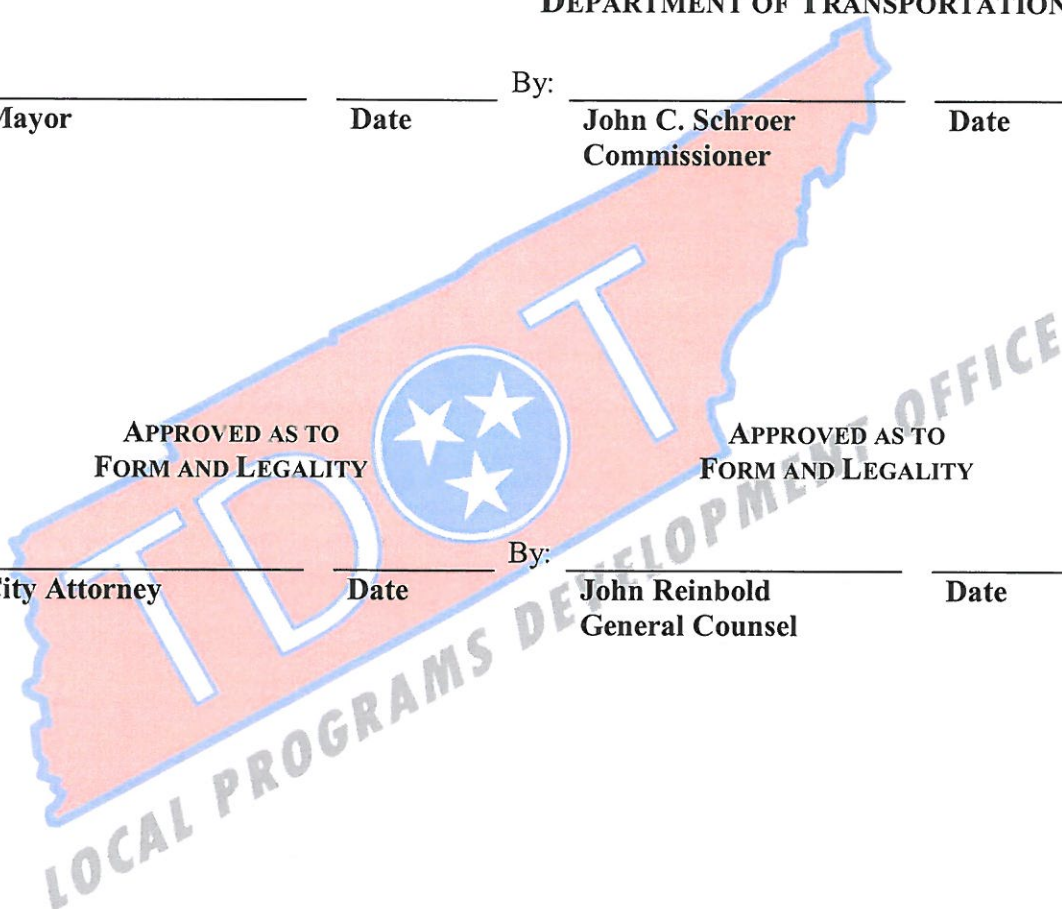 DEPARTMENT OF TRANSPORTATION
By:
Mayor Date John C. Schroer Date
Commissioner
APPROVED AS TO
FORM AND LEGALITY
APPROVED AS TO
FORM AND LEGALITY
By:
City Attorney Date John Reinbold Date
General Counsel
TDOT
LOCAL PROGRAMS DEVELOPMENT OFFICE